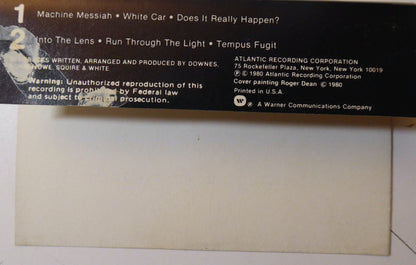 1 Machine Messiah • White Car • Does It Really Happen?
2 Into The Lens • Run Through The Light • Tempus Fugit
WRITTEN, ARRANGED AND PRODUCED BY DOWNES,
HOWE, SQUIRE & WHITE
Warning: Unauthorized reproduction of this
recording is prohibited by Federal law
and subject to criminal prosecution.
ATLANTIC RECORDING CORPORATION
75 Rockefeller Plaza, New York, New York 10019
℗ © 1980 Atlantic Recording Corporation
Cover painting Roger Dean © 1980
Printed in U.S.A.
A Warner Communications Company